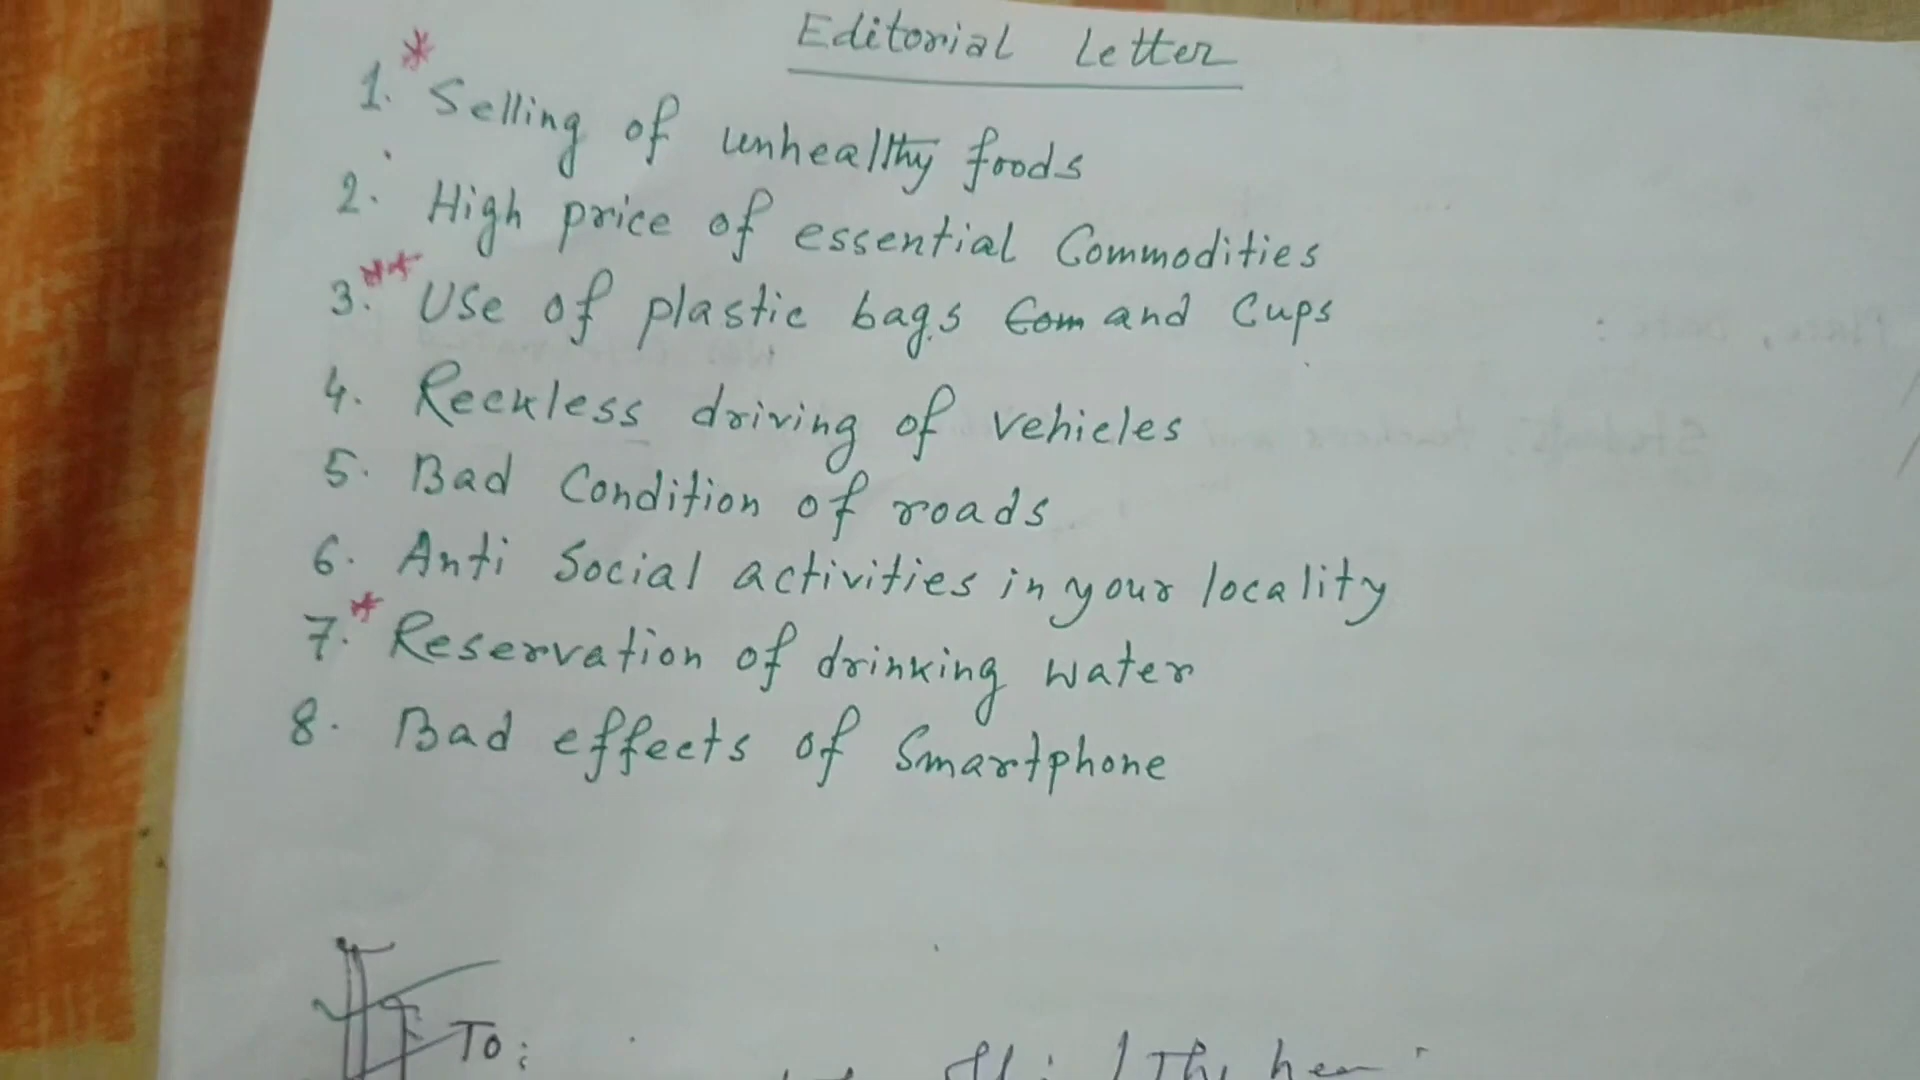 Editorial Letter
1.* Selling of unhealthy foods
2. High price of essential Commodities
3.** Use of plastic bags ~~Com~~ and Cups
4. Reckless driving of vehicles
5. Bad Condition of roads
6. Anti Social activities in your locality
7.* Reservation of drinking water
8. Bad effects of Smartphone
To: